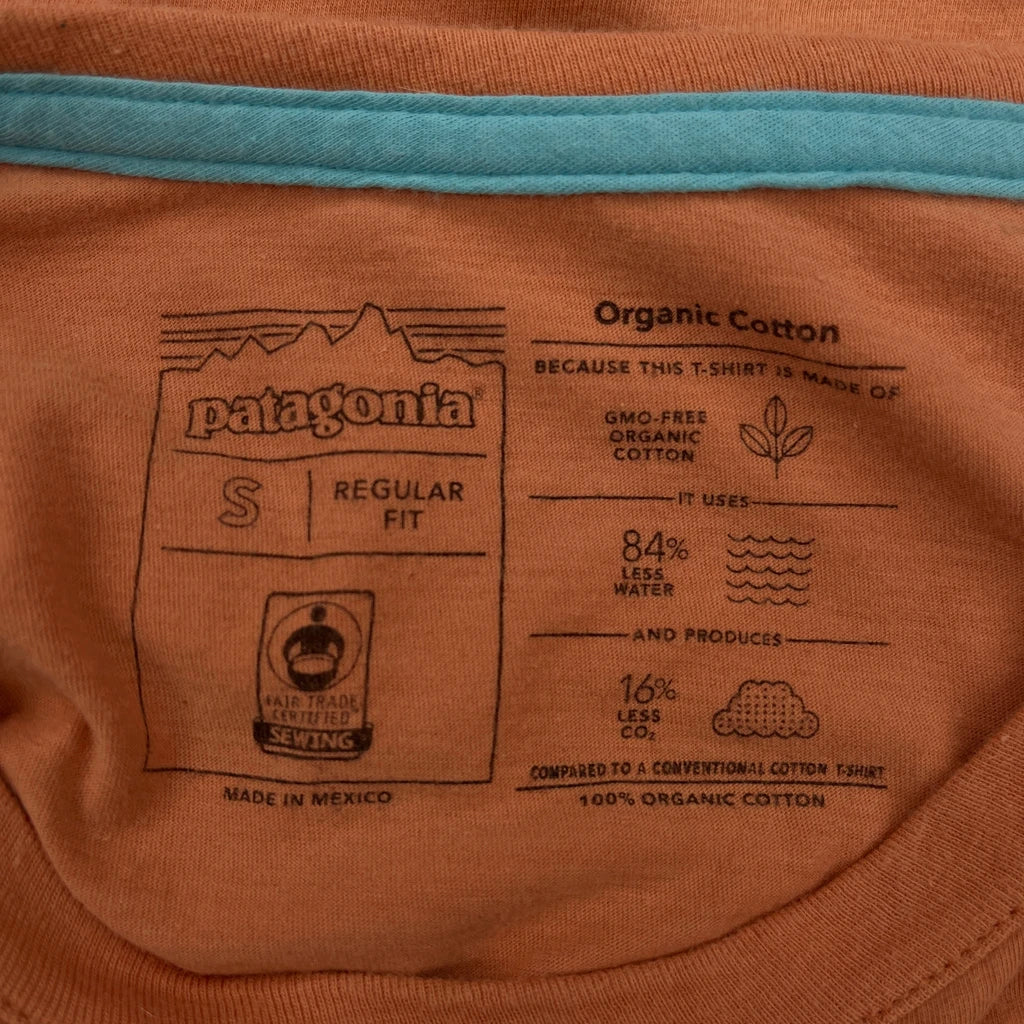 patagonia®
S
REGULAR
FIT
FAIR TRADE
CERTIFIED
SEWING
MADE IN MEXICO
Organic Cotton
BECAUSE THIS T-SHIRT IS MADE OF
GMO-FREE
ORGANIC
COTTON
IT USES
84%
LESS
WATER
AND PRODUCES
16%
LESS
CO₂
COMPARED TO A CONVENTIONAL COTTON T-SHIRT
100% ORGANIC COTTON